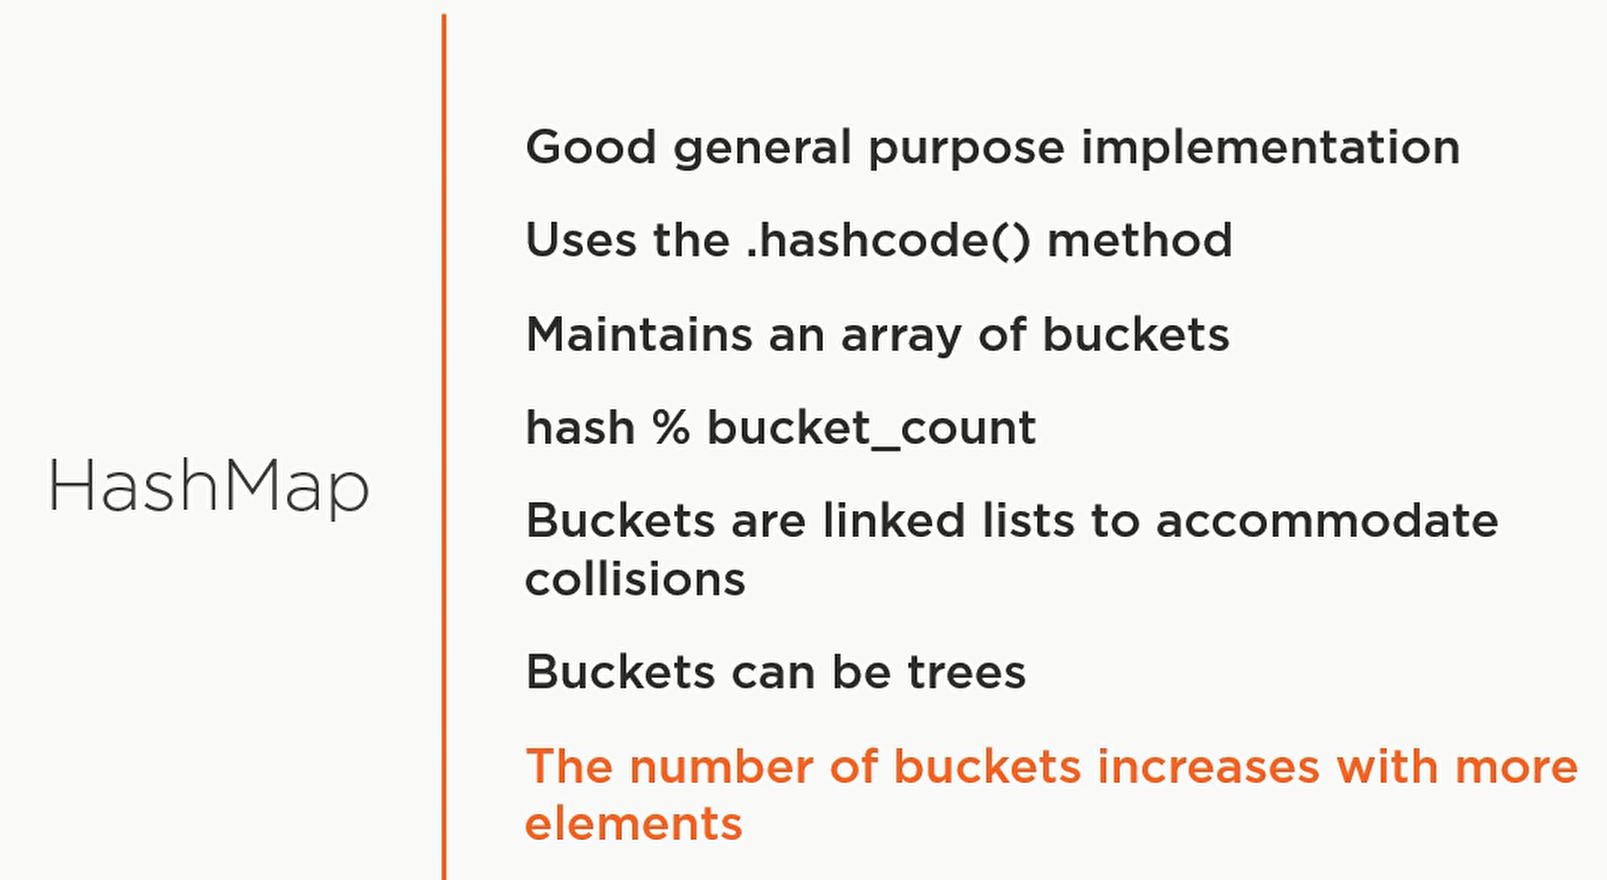 HashMap
Good general purpose implementation
Uses the .hashcode() method
Maintains an array of buckets
hash % bucket_count
Buckets are linked lists to accommodate
collisions
Buckets can be trees
The number of buckets increases with more
elements